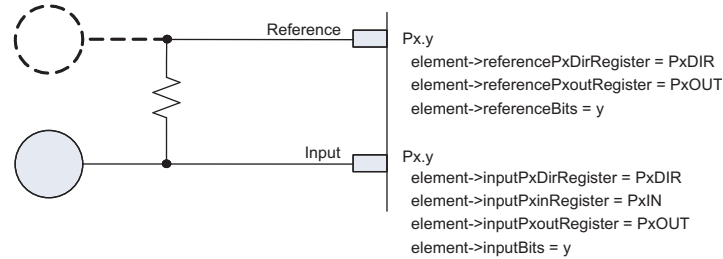 Reference
Px.y
element->referencePxDirRegister = PxDIR
element->referencePxoutRegister = PxOUT
element->referenceBits = y
Input
Px.y
element->inputPxDirRegister = PxDIR
element->inputPxinRegister = PxIN
element->inputPxoutRegister = PxOUT
element->inputBits = y